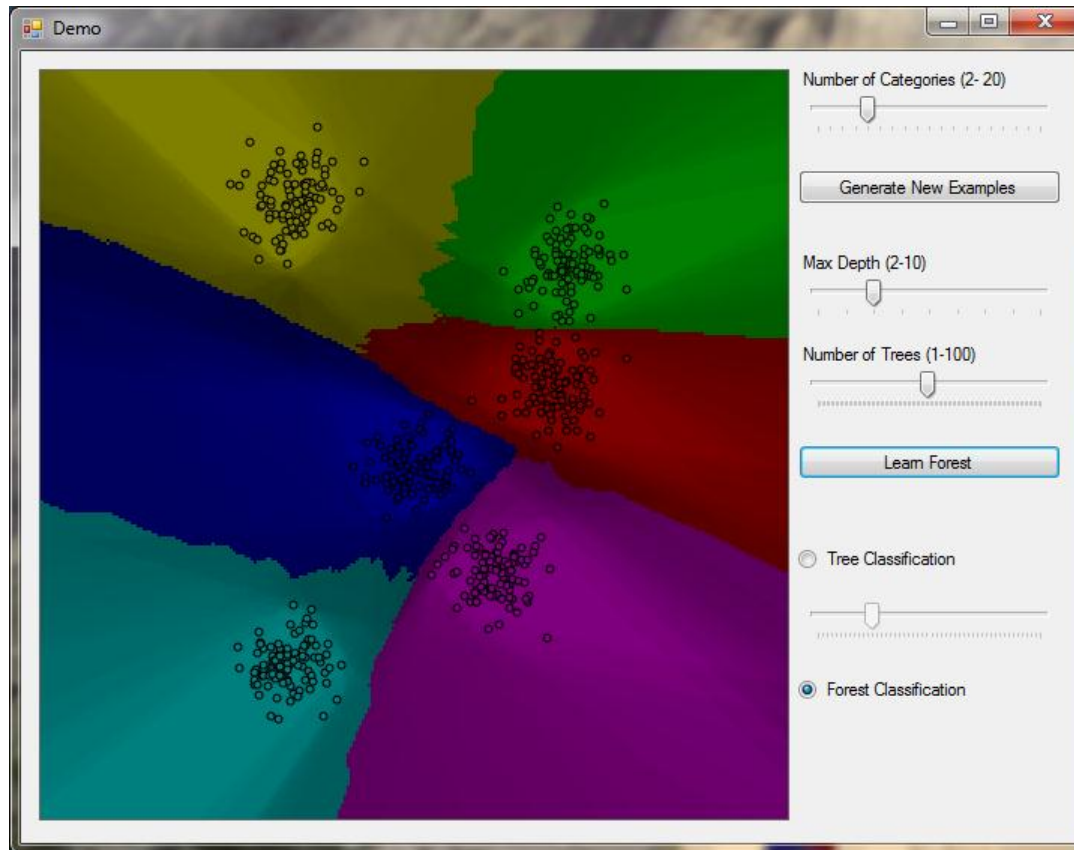 Demo
Number of Categories (2- 20)
Generate New Examples
Max Depth (2-10)
Number of Trees (1-100)
Learn Forest
Tree Classification
Forest Classification